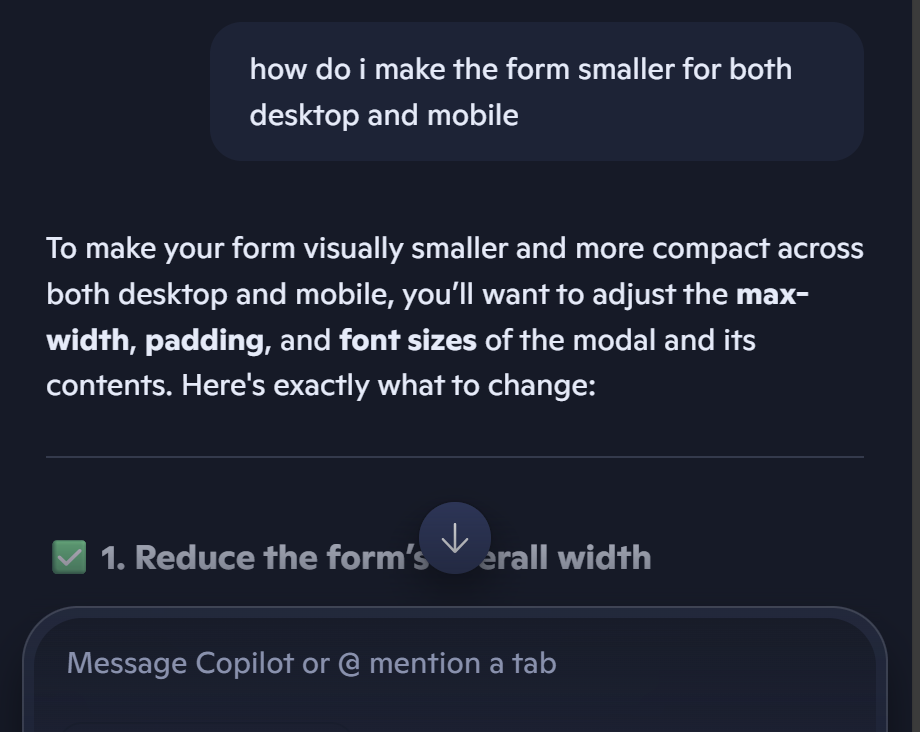 how do i make the form smaller for both
desktop and mobile
To make your form visually smaller and more compact across
both desktop and mobile, you’ll want to adjust the max-
width, padding, and font sizes of the modal and its
contents. Here's exactly what to change:
1. Reduce the form’s width
Message Copilot or @ mention a tab